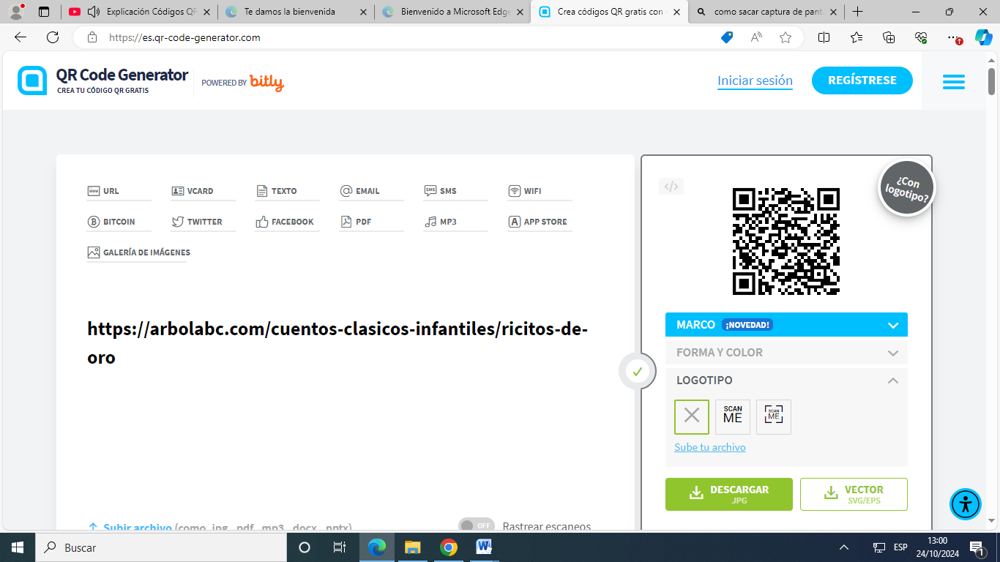 Explicación Códigos QR
Te damos la bienvenida
Bienvenido a Microsoft Edge
Crea códigos QR gratis con
como sacar captura de pant
https://es.qr-code-generator.com
QR Code Generator
CREA TU CÓDIGO QR GRATIS
POWERED BY bitly
Iniciar sesión
REGÍSTRESE
URL
VCARD
TEXTO
EMAIL
SMS
WIFI
BITCOIN
TWITTER
FACEBOOK
PDF
MP3
APP STORE
GALERÍA DE IMÁGENES
https://arbolabc.com/cuentos-clasicos-infantiles/ricitos-de-
oro
Subir archivo (como .jpg, .pdf, .mp3, .docx, .pptx)
OFF
Rastrear escaneos
¿Con
logotipo?
MARCO ¡NOVEDAD!
FORMA Y COLOR
LOGOTIPO
SCAN
ME
SCAN
ME
Sube tu archivo
DESCARGAR
JPG
VECTOR
SVG/EPS
Buscar
ESP
13:00
24/10/2024
1